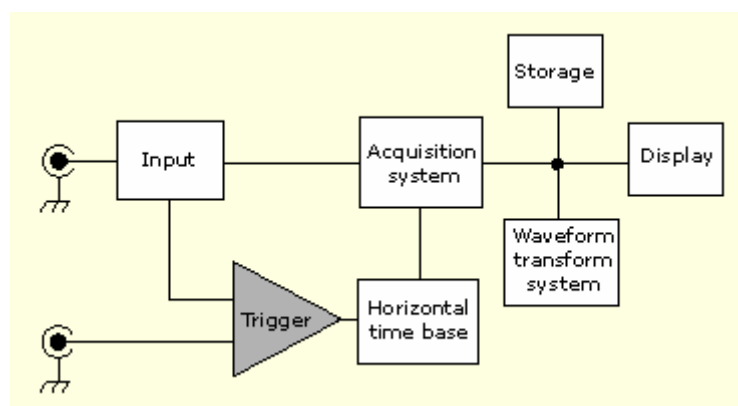 Storage
Input
Acquisition
system
Display
Waveform
transform
system
Trigger
Horizontal
time base